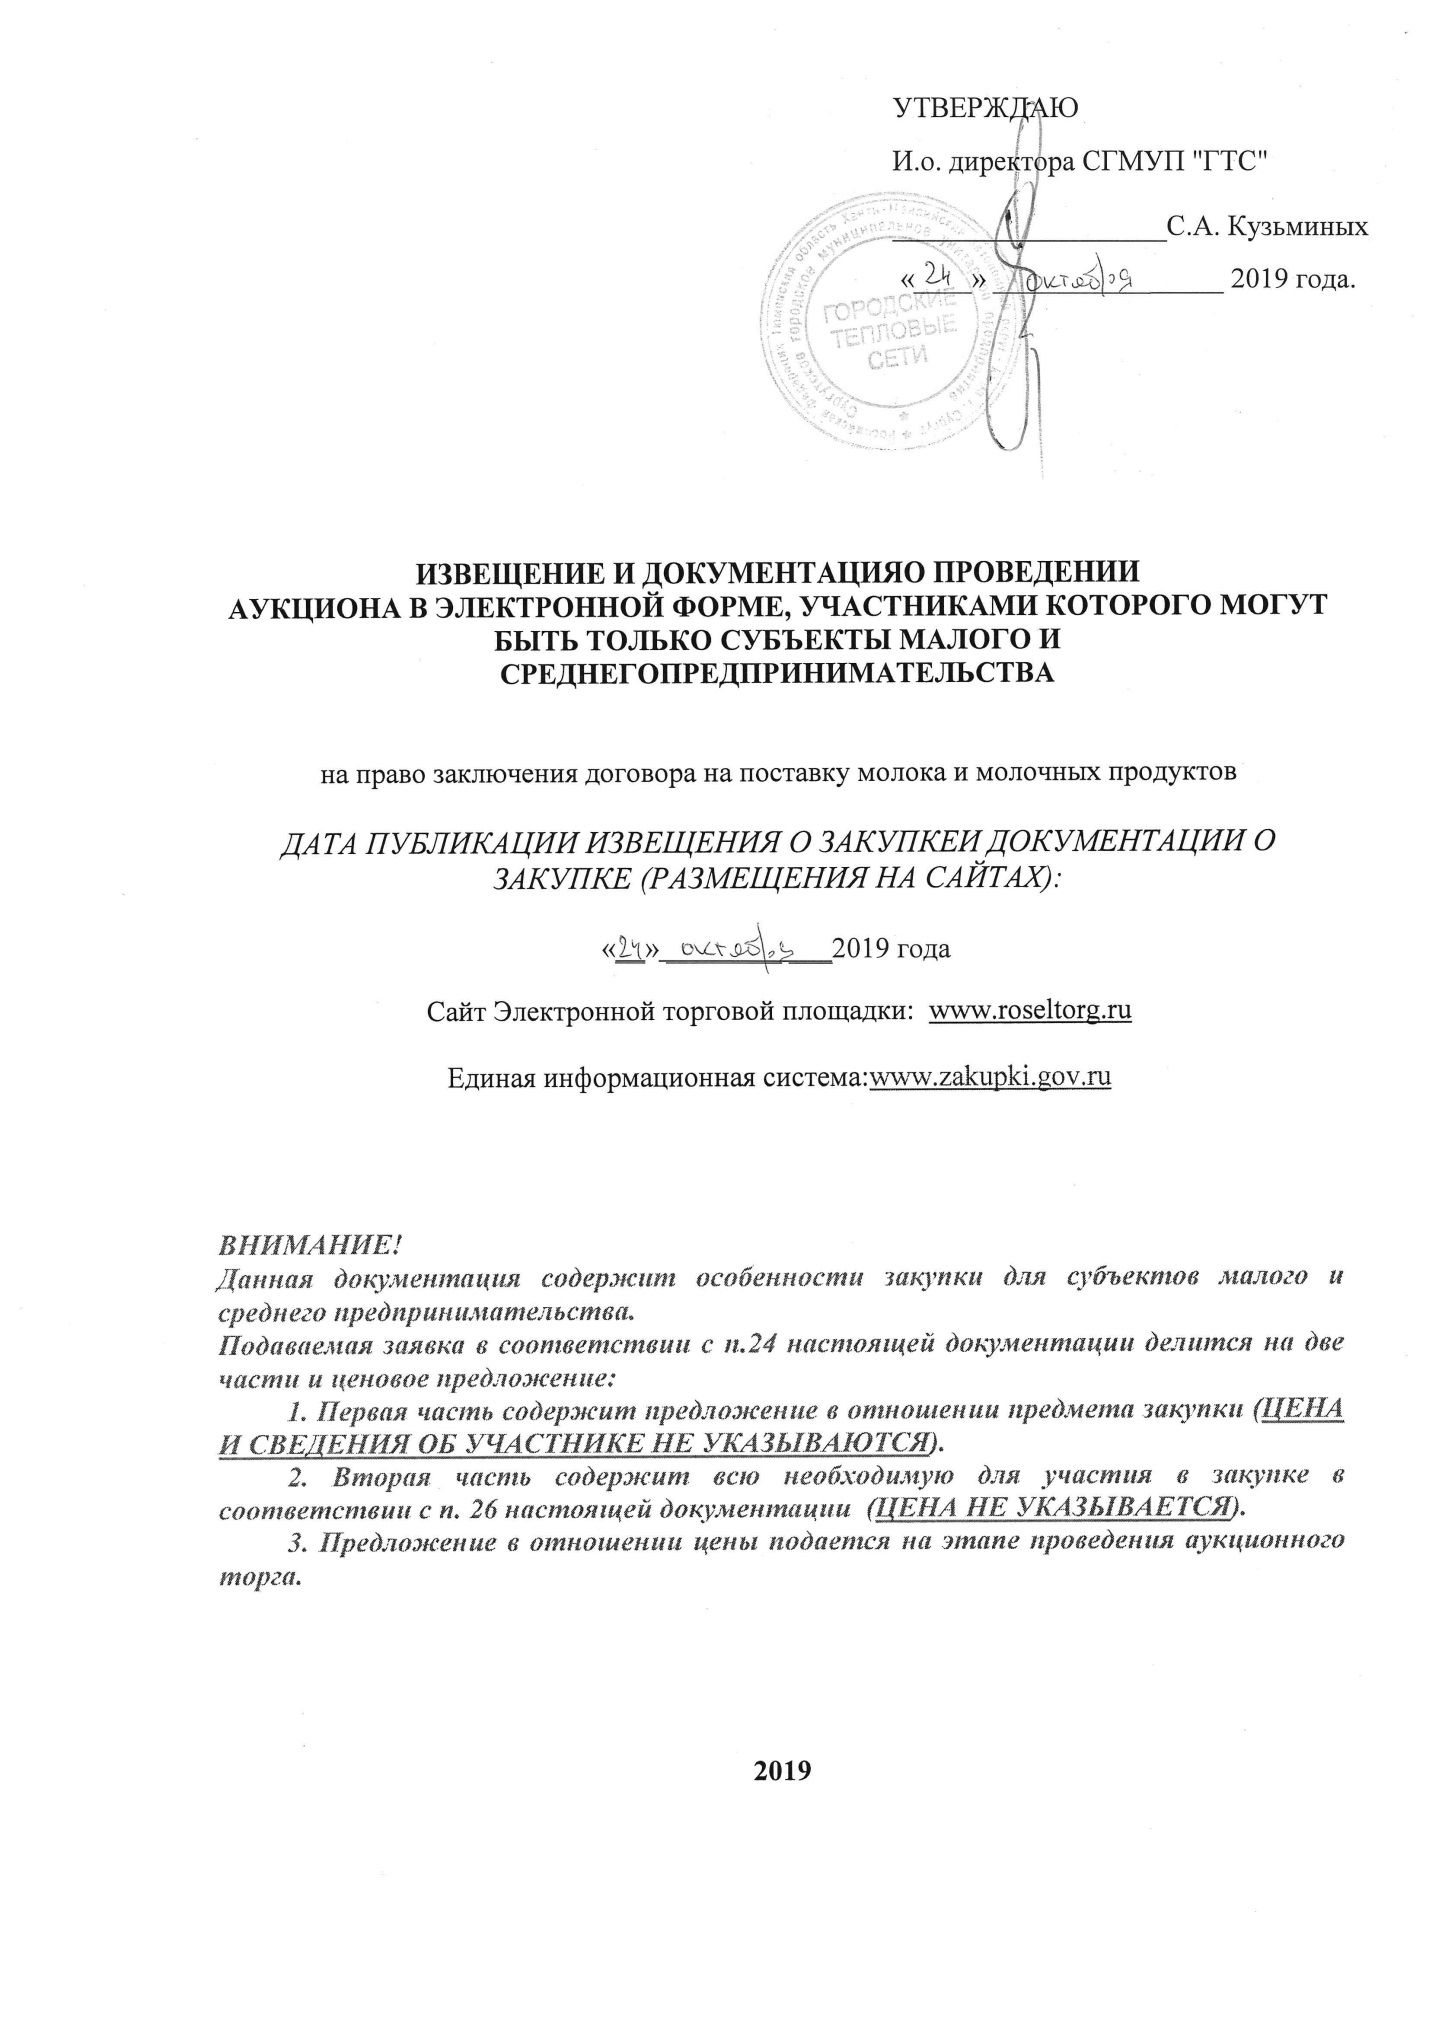 УТВЕРЖДАЮ
И.о. директора СГМУП "ГТС"
С.А. Кузьминых
«24» октября 2019 года.
ГОРОДСКИЕ
ТЕПЛОВЫЕ
СЕТИ
ИЗВЕЩЕНИЕ И ДОКУМЕНТАЦИЯО ПРОВЕДЕНИИ
АУКЦИОНА В ЭЛЕКТРОННОЙ ФОРМЕ, УЧАСТНИКАМИ КОТОРОГО МОГУТ
БЫТЬ ТОЛЬКО СУБЪЕКТЫ МАЛОГО И
СРЕДНЕГОПРЕДПРИНИМАТЕЛЬСТВА
на право заключения договора на поставку молока и молочных продуктов
ДАТА ПУБЛИКАЦИИ ИЗВЕЩЕНИЯ О ЗАКУПКЕИ ДОКУМЕНТАЦИИ О
ЗАКУПКЕ (РАЗМЕЩЕНИЯ НА САЙТАХ):
«24» октября 2019 года
Сайт Электронной торговой площадки: www.roseltorg.ru
Единая информационная система:www.zakupki.gov.ru
ВНИМАНИЕ!
Данная документация содержит особенности закупки для субъектов малого и
среднего предпринимательства.
Подаваемая заявка в соответствии с п.24 настоящей документации делится на две
части и ценовое предложение:
1. Первая часть содержит предложение в отношении предмета закупки (ЦЕНА
И СВЕДЕНИЯ ОБ УЧАСТНИКЕ НЕ УКАЗЫВАЮТСЯ).
2. Вторая часть содержит всю необходимую для участия в закупке в
соответствии с п. 26 настоящей документации (ЦЕНА НЕ УКАЗЫВАЕТСЯ).
3. Предложение в отношении цены подается на этапе проведения аукционного
торга.
2019